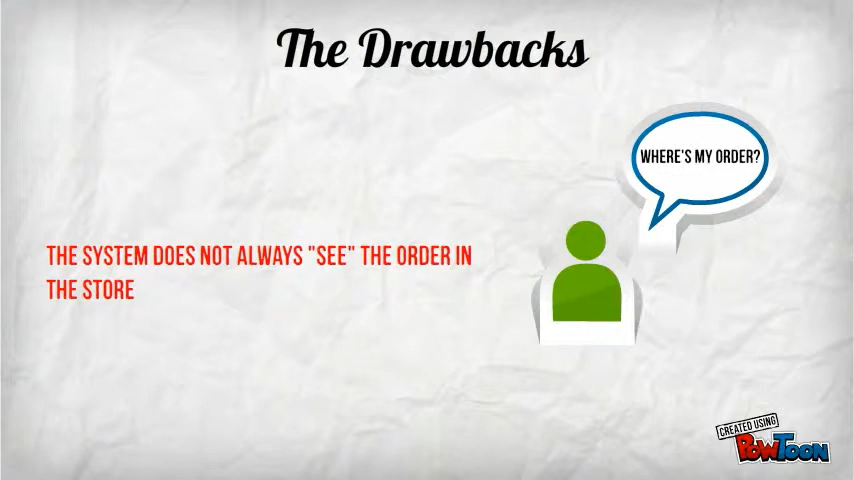 The Drawbacks
WHERE'S MY ORDER?
THE SYSTEM DOES NOT ALWAYS "SEE" THE ORDER IN
THE STORE
CREATED USING
POWTOON